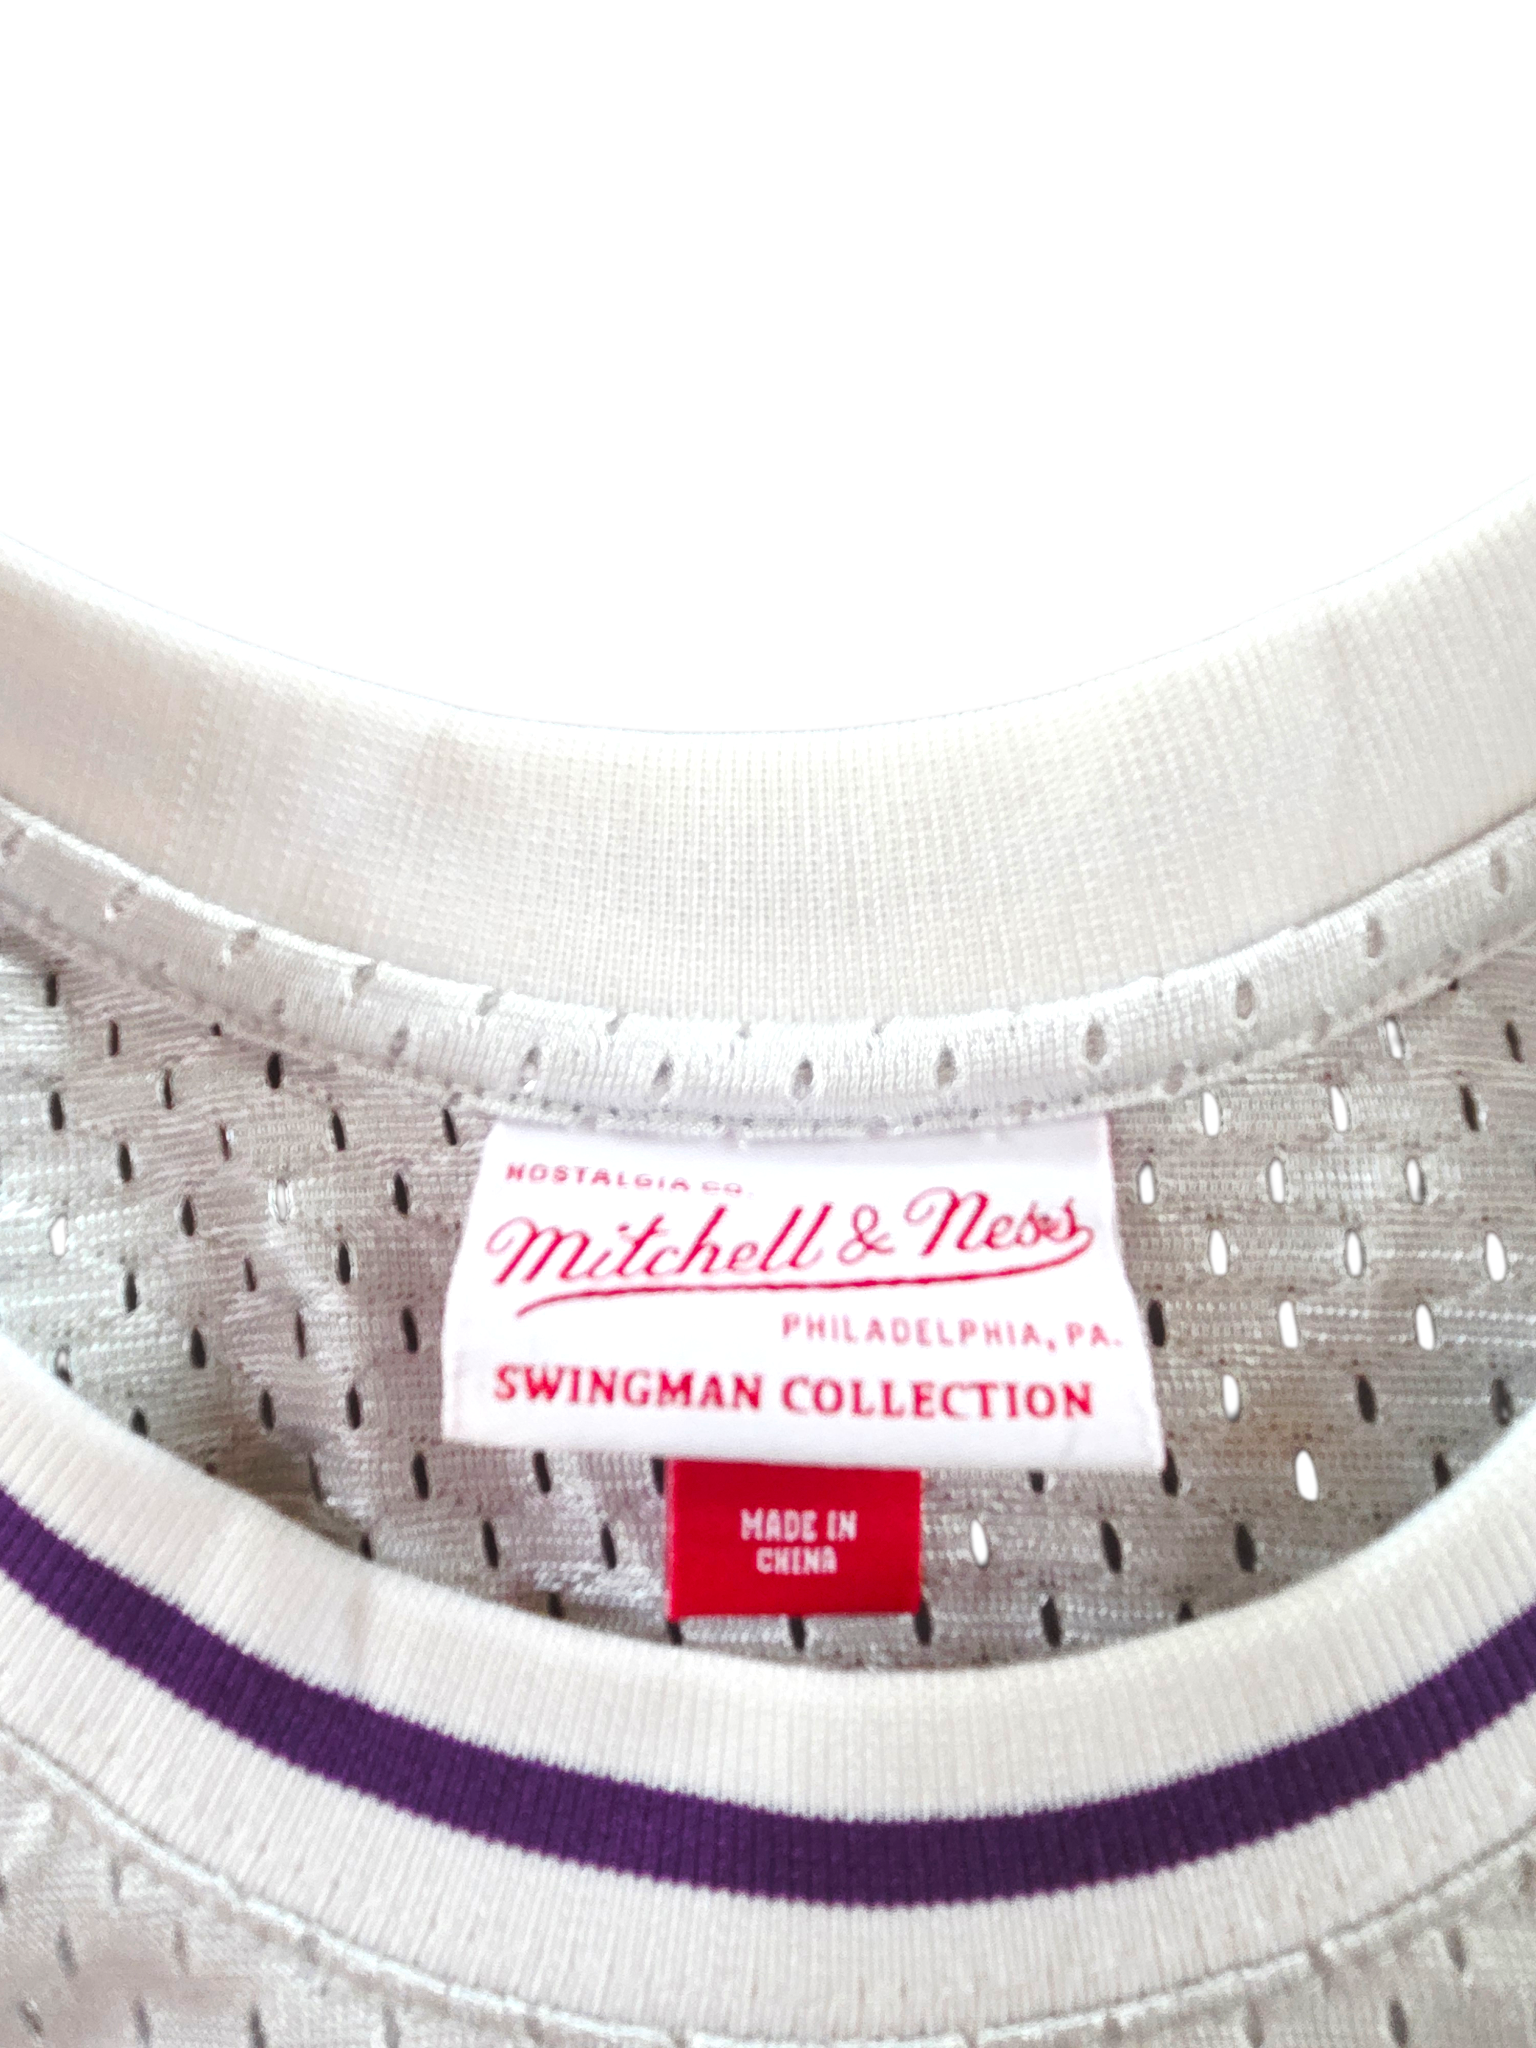 NOSTALGIA CO.
Mitchell & Ness
PHILADELPHIA, PA.
SWINGMAN COLLECTION
MADE IN
CHINA